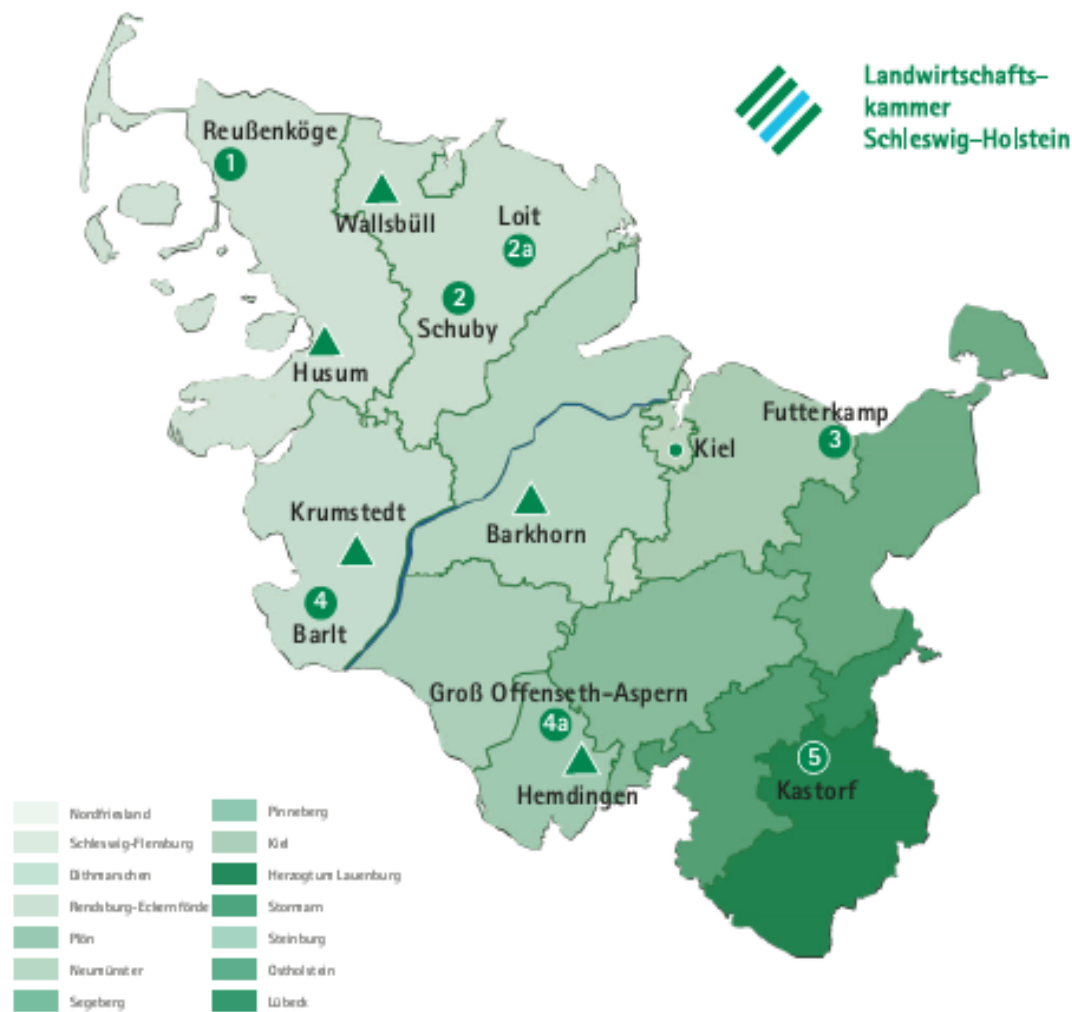 Landwirtschafts-
kammer
Schleswig-Holstein
Reußenköge
1
Wallsbüll
Loit
2a
2
Schuby
Husum
Futterkamp
3
Kiel
Krumstedt
Barkhorn
4
Barlt
Groß Offenseth-Aspern
4a
Hemdingen
5
Kastorf
Nordfriesland
Schleswig-Flensburg
Dithmarschen
Rendsburg-Eckernförde
Plön
Neumünster
Segeberg
Pinneberg
Kiel
Herzogtum Lauenburg
Stormarn
Steinburg
Ostholstein
Lübeck